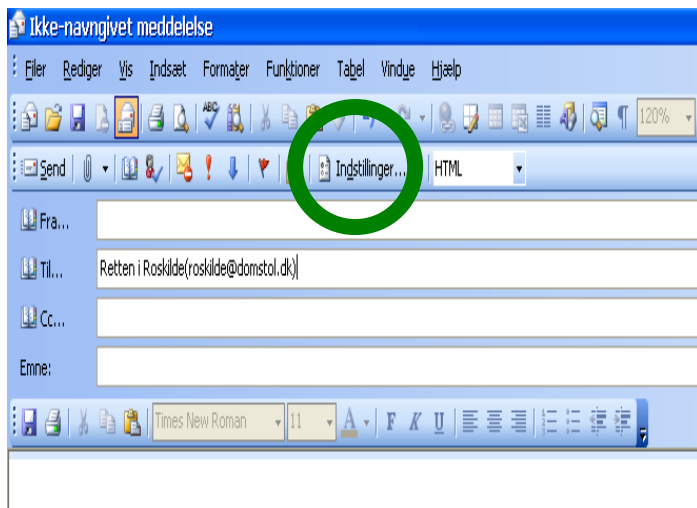 Ikke-navngivet meddelelse
Filer Rediger Vis Indsæt Formater Funktioner Tabel Vindue Hjælp
ABC 120%
Send Indstillinger... HTML
Fra...
Til... Retten i Roskilde(roskilde@domstol.dk)
Cc...
Emne:
Times New Roman 11 A F K U